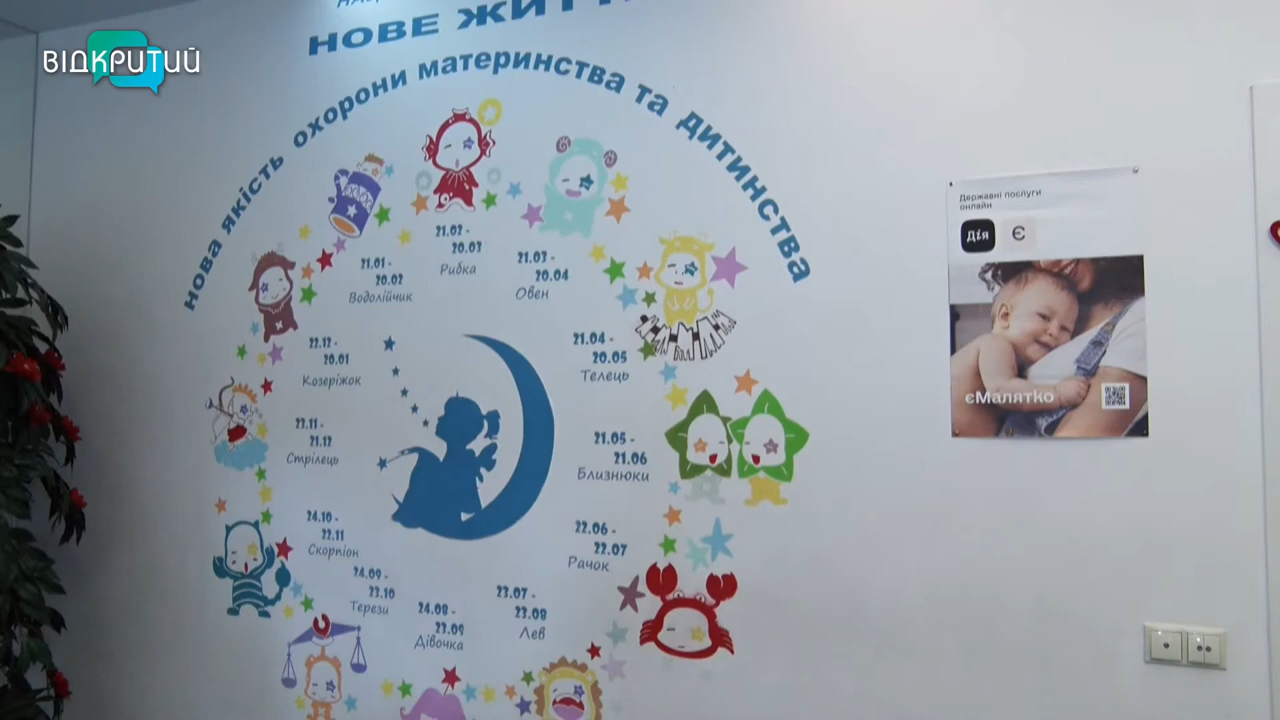 ВІДКРИТИЙ
НОВЕ
нова якість охорони материнства та дитинства
21.02 -
20.03
Рибка
21.03 -
20.04
Овен
21.04 -
20.05
Телець
21.05 -
21.06
Близнюки
22.06 -
22.07
Рачок
23.07 -
23.08
Лев
24.08 -
23.09
Дівочка
24.09 -
23.10
Терези
24.10 -
22.11
Скорпіон
23.11 -
21.12
Стрілець
22.12 -
20.01
Козеріжок
21.01 -
20.02
Водолійчик
Державні послуги
онлайн
Дія Є
єМалятко